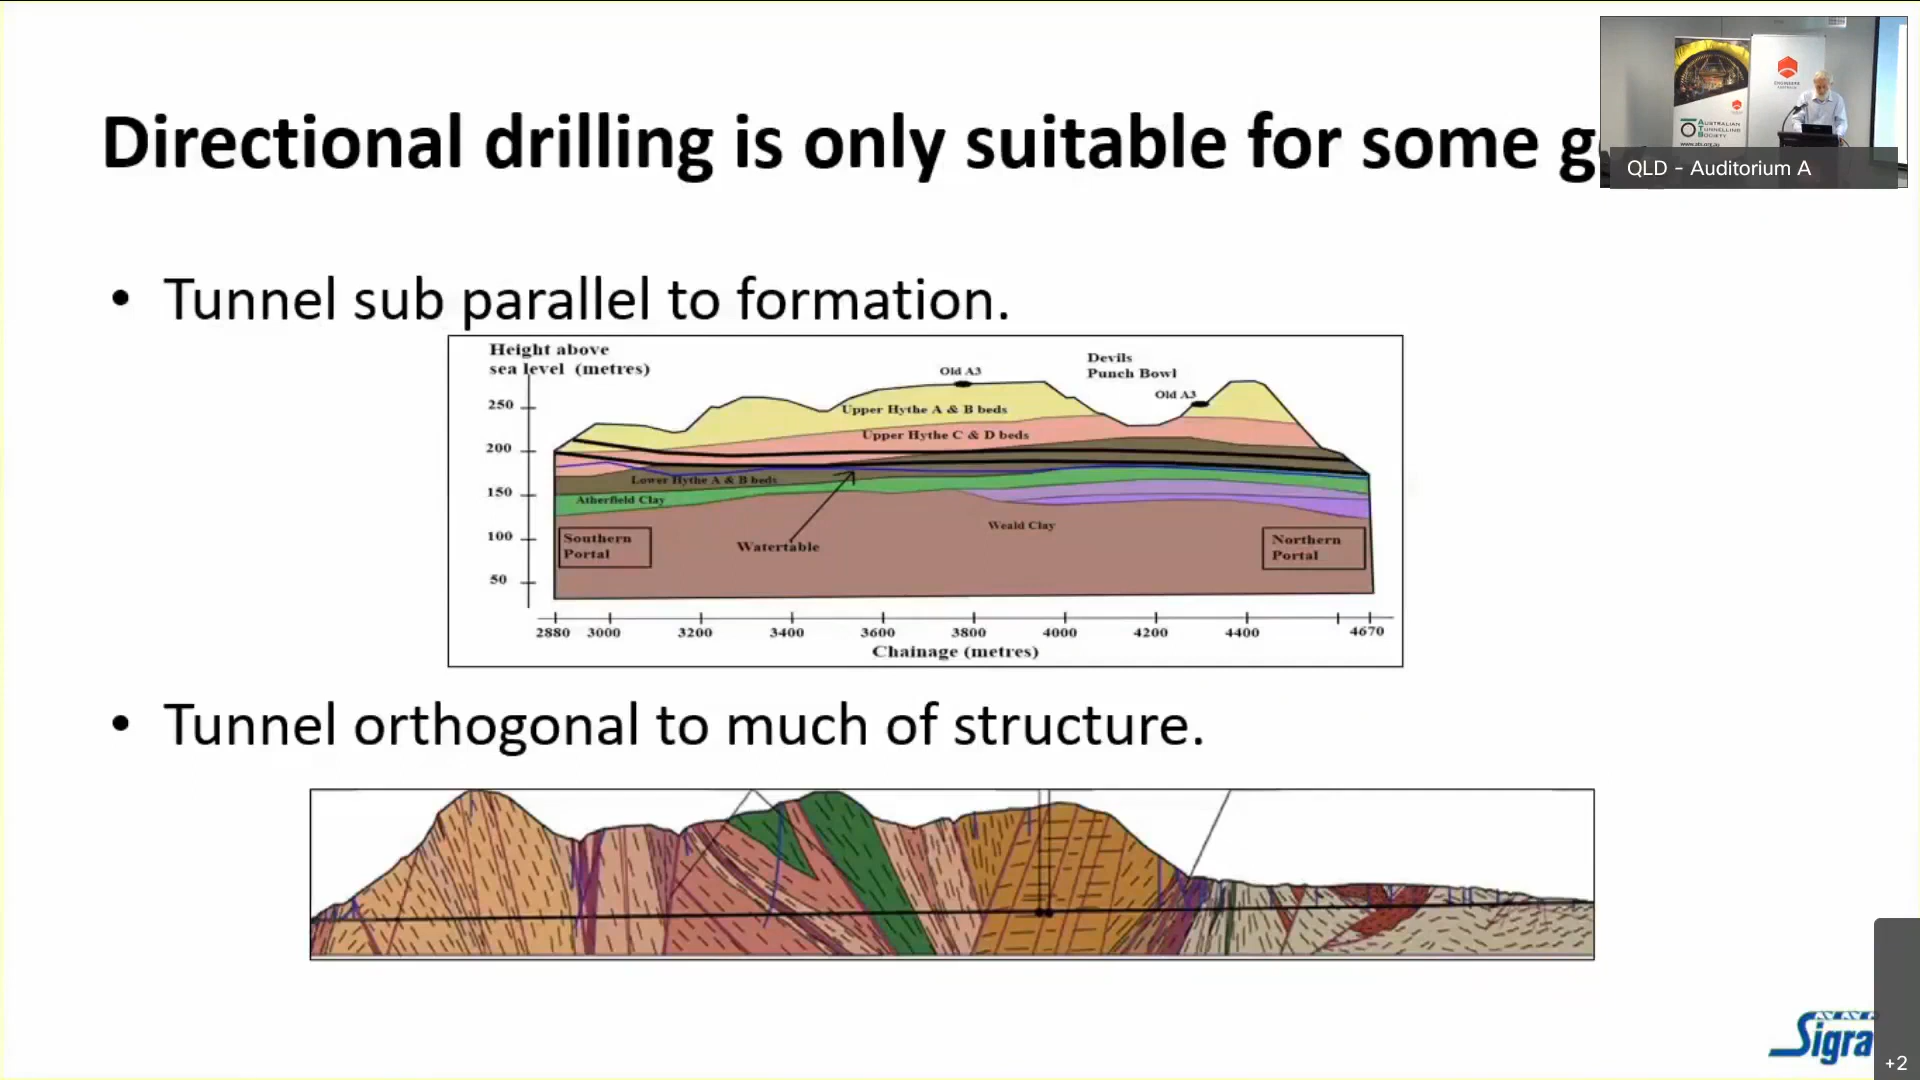 Directional drilling is only suitable for some g
QLD - Auditorium A
AUSTRALIAN
TUNNELLING
SOCIETY
• Tunnel sub parallel to formation.
Height above
sea level (metres)
Devils
Punch Bowl
Old A3
Old A3
250
200
150
100
50
Upper Hythe A & B beds
Upper Hythe C & D beds
Lower Hythe A & B beds
Atherfield Clay
Weald Clay
Southern
Portal
Watertable
Northern
Portal
2880 3000 3200 3400 3600 3800 4000 4200 4400 4670
Chainage (metres)
• Tunnel orthogonal to much of structure.
Sigra
+2